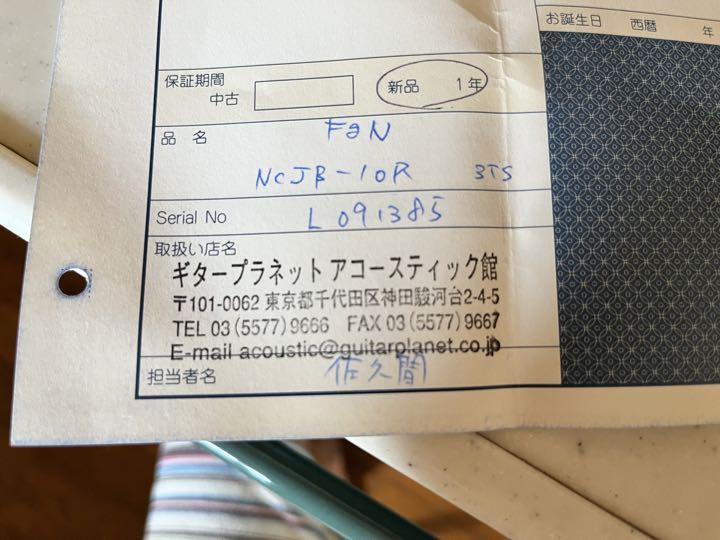 お誕生日 西暦 年
保証期間
中古 新品 1年
品名 FgN
NCJB-10R 3TS
Serial No L091385
取扱い店名
ギタープラネット アコースティック館
〒101-0062 東京都千代田区神田駿河台2-4-5
TEL 03(5577)9666 FAX 03(5577)9667
E-mail acoustic@guitarplanet.co.jp
担当者名 佐久間